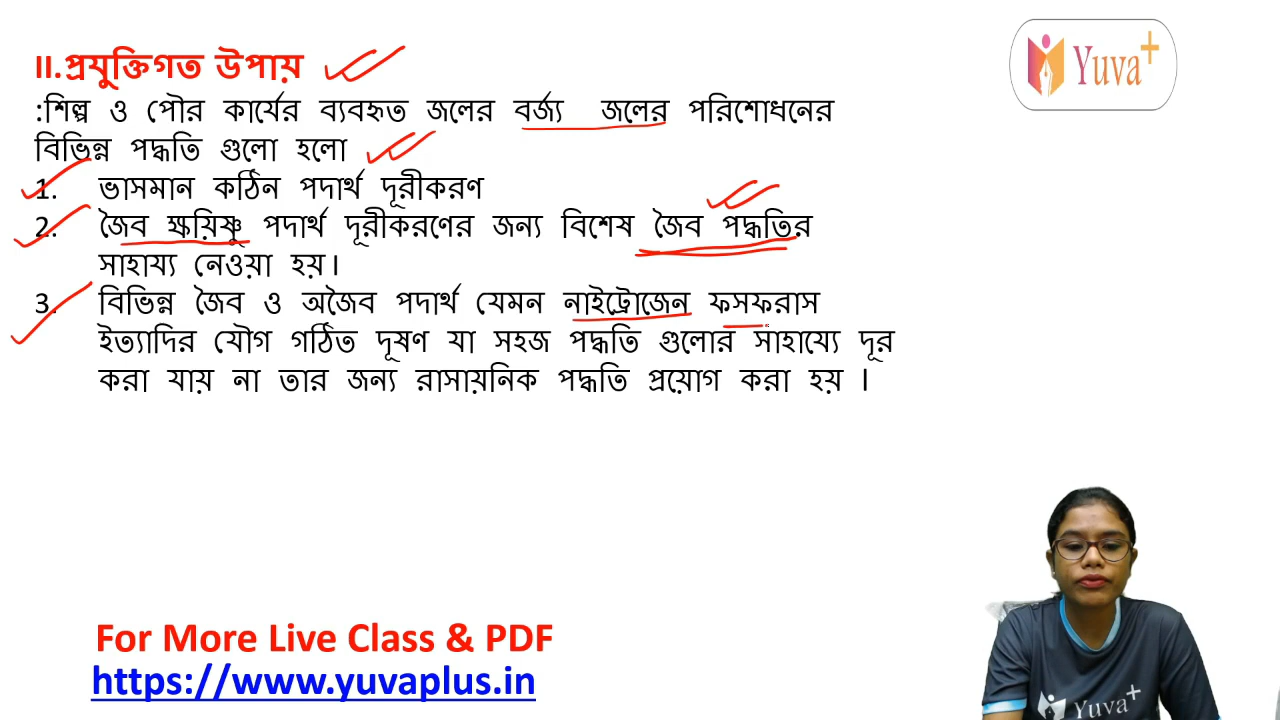 II.প্রযুক্তিগত উপায়
Yuva+
:শিল্প ও পৌর কার্যের ব্যবহৃত জলের বর্জ্য জলের পরিশোধনের
বিভিন্ন পদ্ধতি গুলো হলো
1. ভাসমান কঠিন পদার্থ দূরীকরণ
2. জৈব ক্ষয়িষ্ণু পদার্থ দূরীকরণের জন্য বিশেষ জৈব পদ্ধতির
সাহায্য নেওয়া হয়।
3. বিভিন্ন জৈব ও অজৈব পদার্থ যেমন নাইট্রোজেন ফসফরাস
ইত্যাদির যৌগ গঠিত দূষণ যা সহজ পদ্ধতি গুলোর সাহায্যে দূর
করা যায় না তার জন্য রাসায়নিক পদ্ধতি প্রয়োগ করা হয় ।
For More Live Class & PDF
https://www.yuvaplus.in
Yuva+